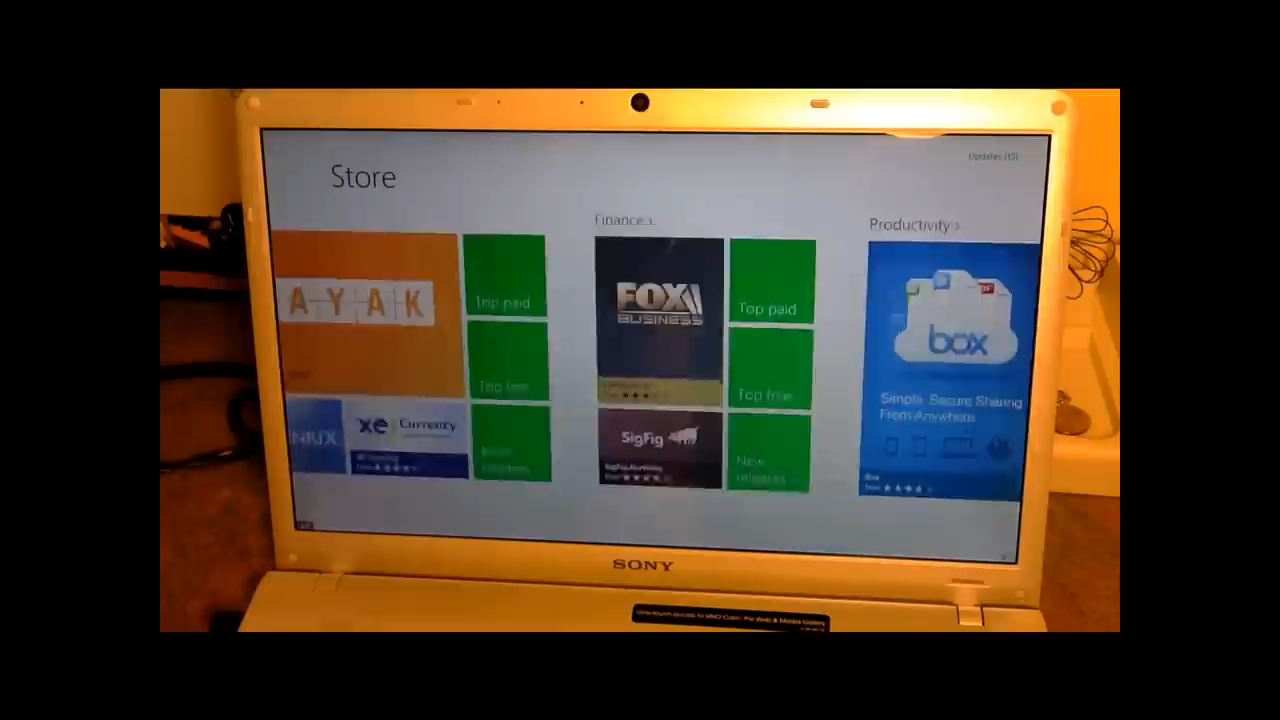 Updates (15)
Store
Finance ›
Productivity ›
AYAK
Top paid
Top free
xe Currency
FOX
BUSINESS
Top paid
Top free
SigFig
New
releases
box
Simple, Secure Sharing
From Anywhere
Box
SONY